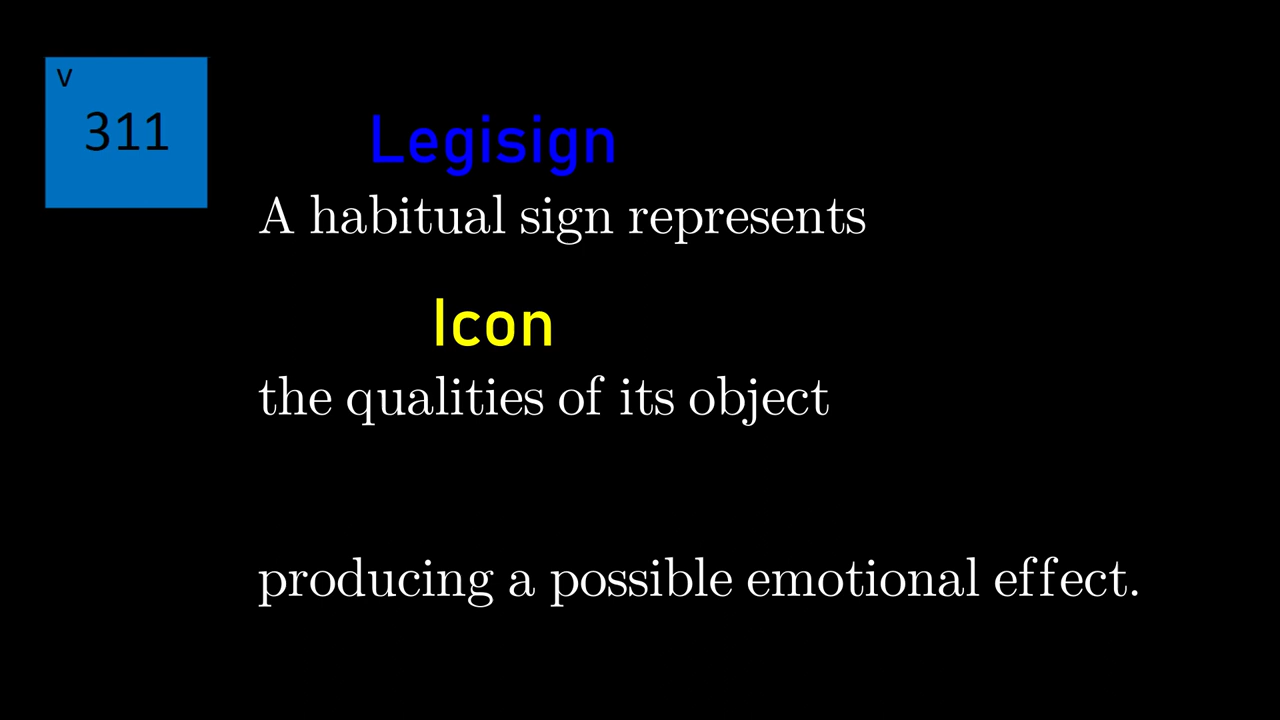 V
311
Legisign
A habitual sign represents
Icon
the qualities of its object
producing a possible emotional effect.